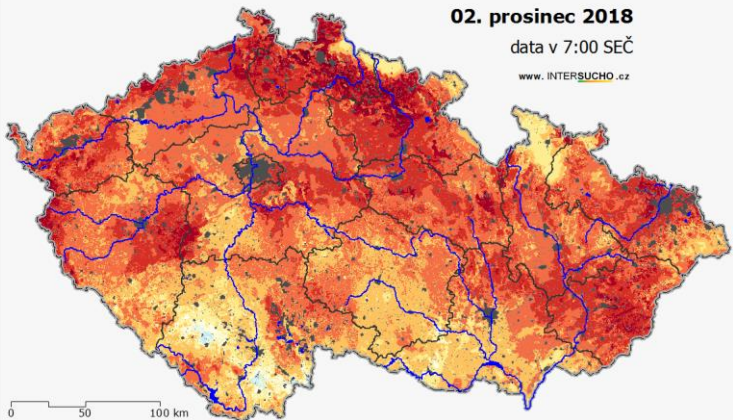 02. prosinec 2018
data v 7:00 SEČ
www. INTERSUCHO .cz
0 50 100 km